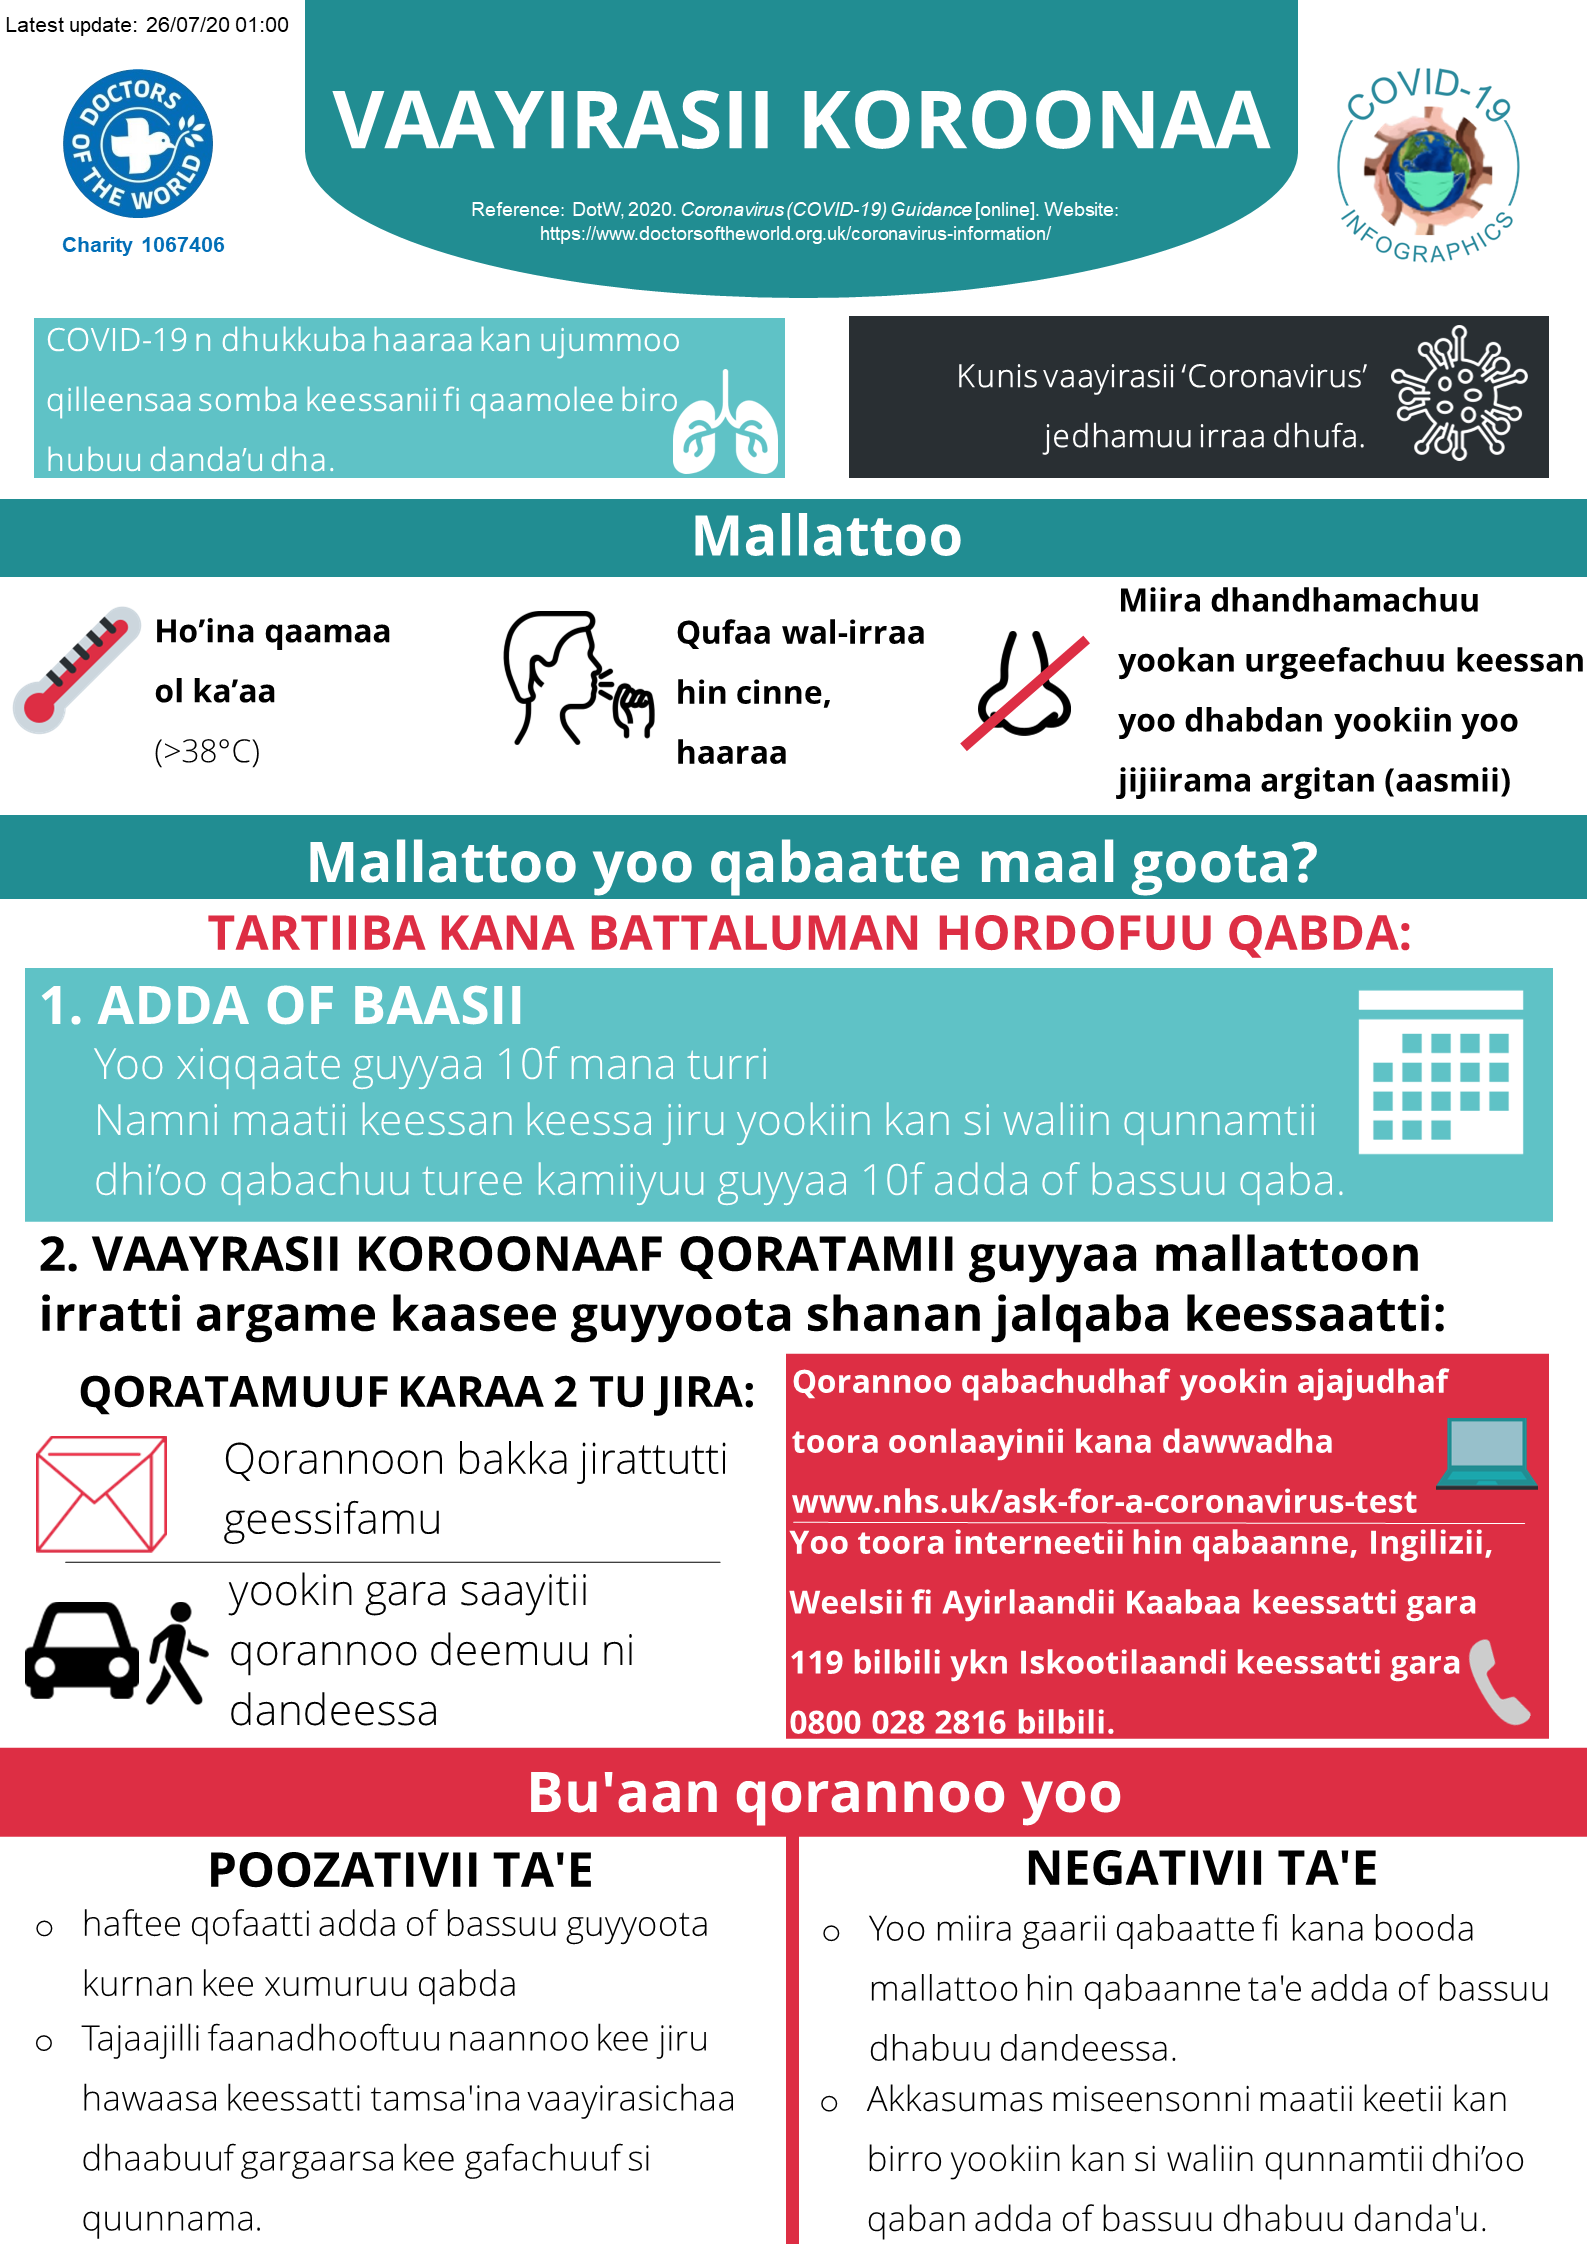 Latest update: 26/07/20 01:00
DOCTORS OF THE WORLD
Charity 1067406
VAAYIRASII KOROONAA
Reference: DotW, 2020. Coronavirus (COVID-19) Guidance [online]. Website:
https://www.doctorsoftheworld.org.uk/coronavirus-information/
COVID-19
INFOGRAPHICS
COVID-19 n dhukkuba haaraa kan ujummoo
qilleensaa somba keessanii fi qaamolee biro
hubuu danda’u dha.
Kunis vaayirasii ‘Coronavirus’
jedhamuu irraa dhufa.
Mallattoo
Ho’ina qaamaa
ol ka’aa
(>38°C)
Qufaa wal-irraa
hin cinne,
haaraa
Miira dhandhamachuu
yookan urgeefachuu keessan
yoo dhabdan yookiin yoo
jijiirama argitan (aasmii)
Mallattoo yoo qabaatte maal goota?
TARTIIBA KANA BATTALUMAN HORDOFUU QABDA:
1. ADDA OF BAASII
Yoo xiqqaate guyyaa 10f mana turri
Namni maatii keessan keessa jiru yookiin kan si waliin qunnamtii
dhi’oo qabachuu turee kamiiyuu guyyaa 10f adda of bassuu qaba.
2. VAAYRASII KOROONAAF QORATAMII guyyaa mallattoon
irratti argame kaasee guyyoota shanan jalqaba keessaatti:
QORATAMUUF KARAA 2 TU JIRA:
Qorannoon bakka jirattutti
geessifamu
yookin gara saayitii
qorannoo deemuu ni
dandeessa
Qorannoo qabachudhaf yookin ajajudhaf
toora oonlaayinii kana dawwadha
www.nhs.uk/ask-for-a-coronavirus-test
Yoo toora interneetii hin qabaanne, Ingilizii,
Weelsii fi Ayirlaandii Kaabaa keessatti gara
119 bilbili ykn Iskootilaandi keessatti gara
0800 028 2816 bilbili.
Bu'aan qorannoo yoo
POOZATIVII TA'E
o haftee qofaatti adda of bassuu guyyoota
kurnan kee xumuruu qabda
o Tajaajilli faanadhooftuu naannoo kee jiru
hawaasa keessatti tamsa'ina vaayirasichaa
dhaabuuf gargaarsa kee gafachuuf si
quunnama.
NEGATIVII TA'E
o Yoo miira gaarii qabaatte fi kana booda
mallattoo hin qabaanne ta'e adda of bassuu
dhabuu dandeessa.
o Akkasumas miseensonni maatii keetii kan
birro yookiin kan si waliin qunnamtii dhi’oo
qaban adda of bassuu dhabuu danda'u.